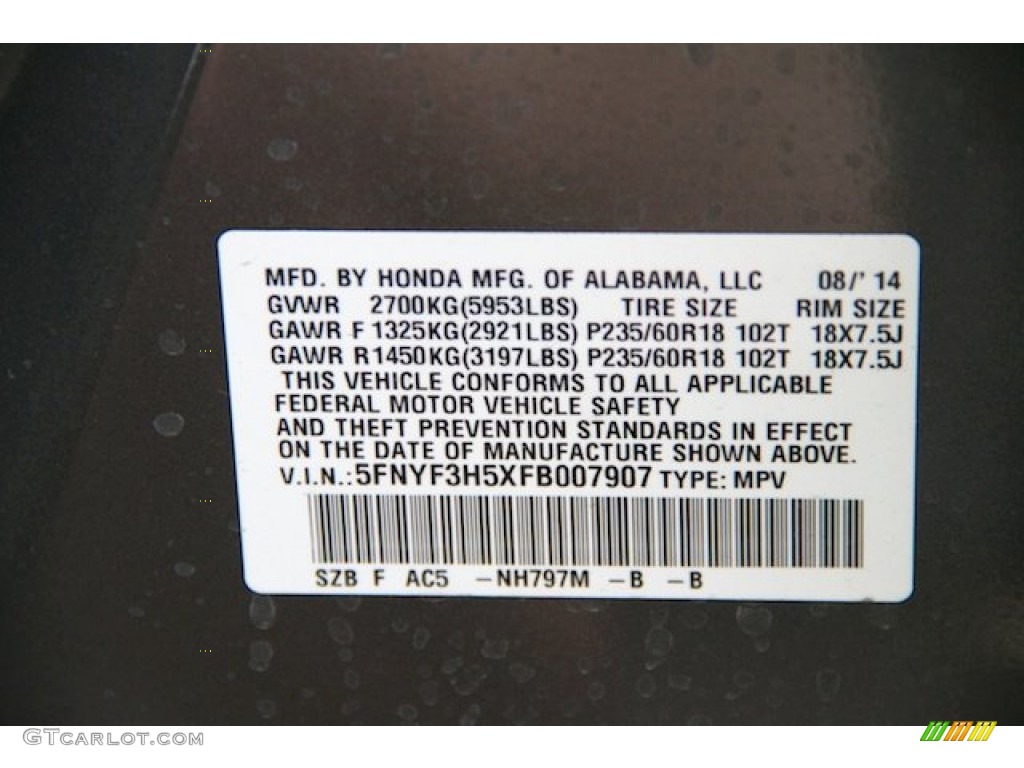 MFD. BY HONDA MFG. OF ALABAMA, LLC 08/' 14
GVWR 2700KG(5953LBS) TIRE SIZE RIM SIZE
GAWR F 1325KG(2921LBS) P235/60R18 102T 18X7.5J
GAWR R1450KG(3197LBS) P235/60R18 102T 18X7.5J
THIS VEHICLE CONFORMS TO ALL APPLICABLE
FEDERAL MOTOR VEHICLE SAFETY
AND THEFT PREVENTION STANDARDS IN EFFECT
ON THE DATE OF MANUFACTURE SHOWN ABOVE.
V.I.N.:5FNYF3H5XFB007907 TYPE: MPV
SZB F AC5 -NH797M -B -B
GTCARLOT.COM